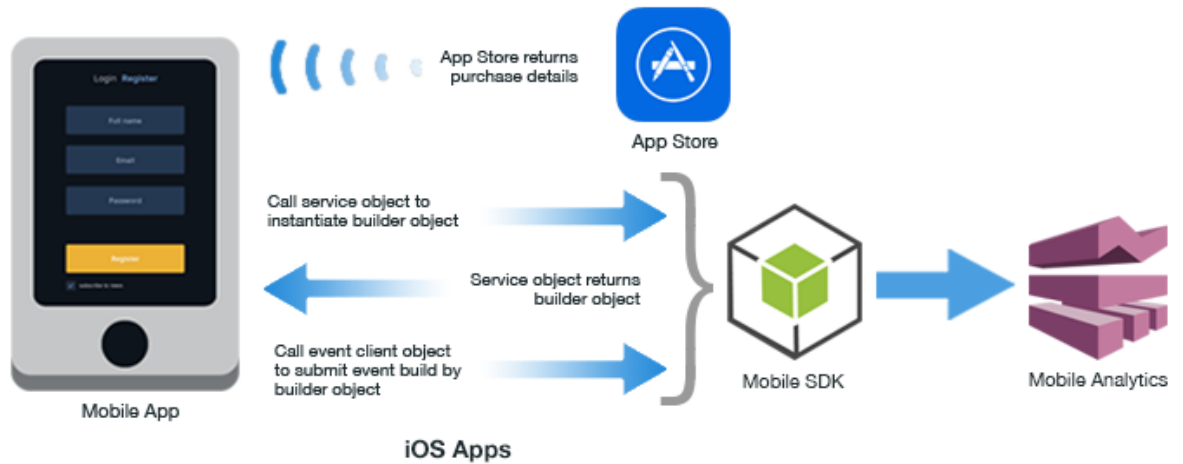 Login Register
Full name
Email
Password
Register
subscribe to news
Mobile App
App Store returns
purchase details
App Store
Call service object to
instantiate builder object
Service object returns
builder object
Call event client object
to submit event build by
builder object
Mobile SDK
Mobile Analytics
iOS Apps